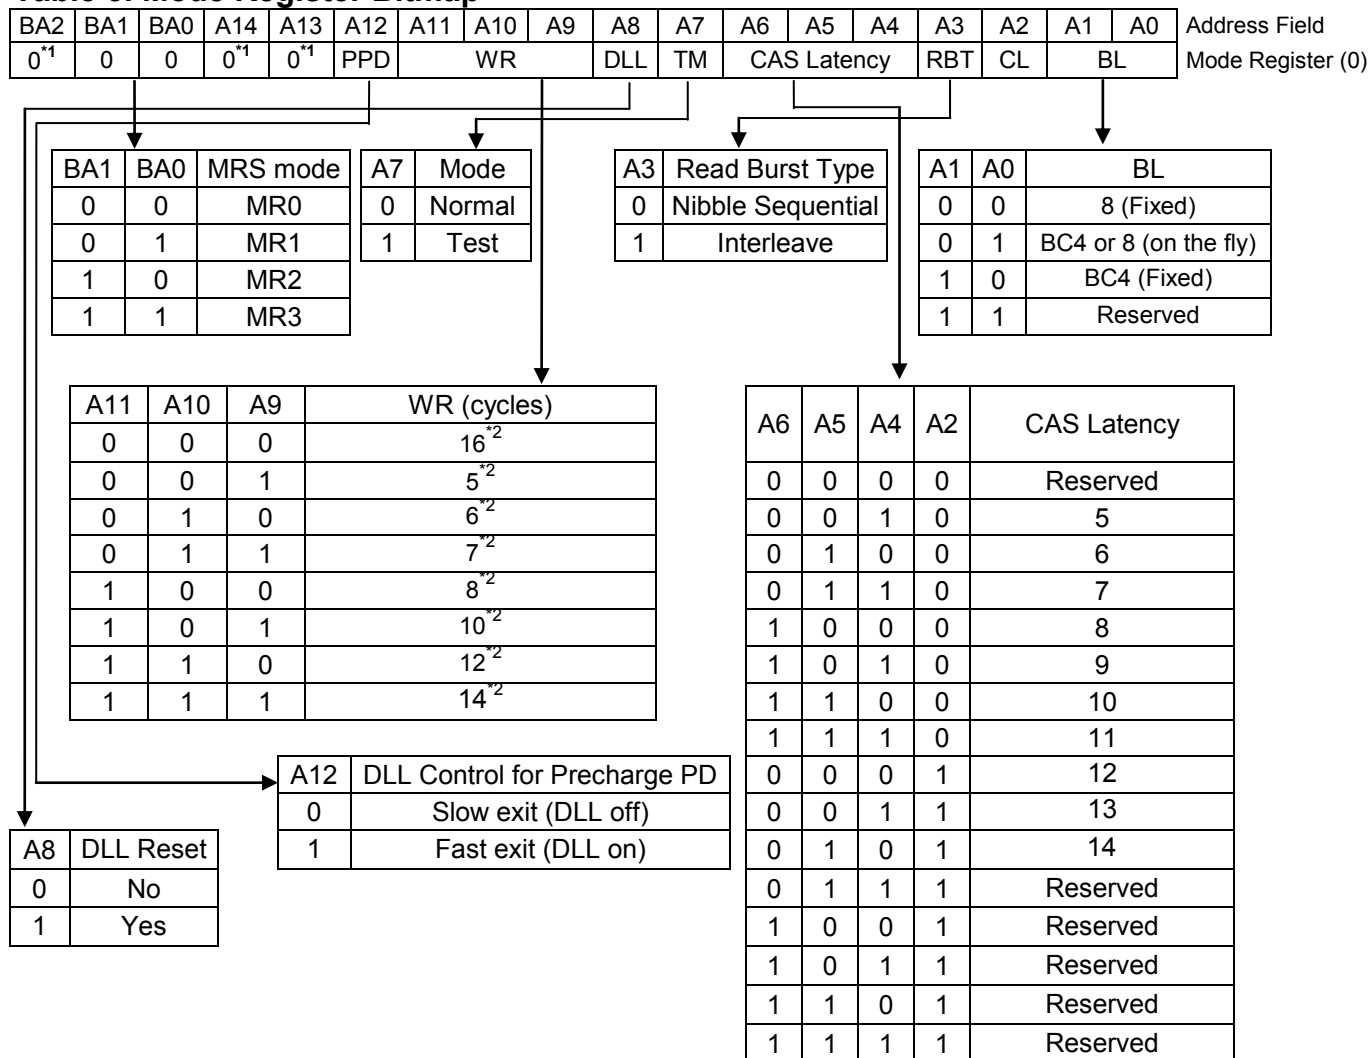 Table 6. Mode Register Bitmap
BA2 BA1 BA0 A14 A13 A12 A11 A10 A9 A8 A7 A6 A5 A4 A3 A2 A1 A0 Address Field
0*1 0 0 0*1 0*1 PPD WR DLL TM CAS Latency RBT CL BL Mode Register (0)
BA1 BA0 MRS mode
0 0 MR0
0 1 MR1
1 0 MR2
1 1 MR3
A7 Mode
0 Normal
1 Test
A3 Read Burst Type
0 Nibble Sequential
1 Interleave
A1 A0 BL
0 0 8 (Fixed)
0 1 BC4 or 8 (on the fly)
1 0 BC4 (Fixed)
1 1 Reserved
A11 A10 A9 WR (cycles)
0 0 0 16*2
0 0 1 5*2
0 1 0 6*2
0 1 1 7*2
1 0 0 8*2
1 0 1 10*2
1 1 0 12*2
1 1 1 14*2
A6 A5 A4 A2 CAS Latency
0 0 0 0 Reserved
0 0 1 0 5
0 1 0 0 6
0 1 1 0 7
1 0 0 0 8
1 0 1 0 9
1 1 0 0 10
1 1 1 0 11
0 0 0 1 12
0 0 1 1 13
0 1 0 1 14
0 1 1 1 Reserved
1 0 0 1 Reserved
1 0 1 1 Reserved
1 1 0 1 Reserved
1 1 1 1 Reserved
A12 DLL Control for Precharge PD
0 Slow exit (DLL off)
1 Fast exit (DLL on)
A8 DLL Reset
0 No
1 Yes